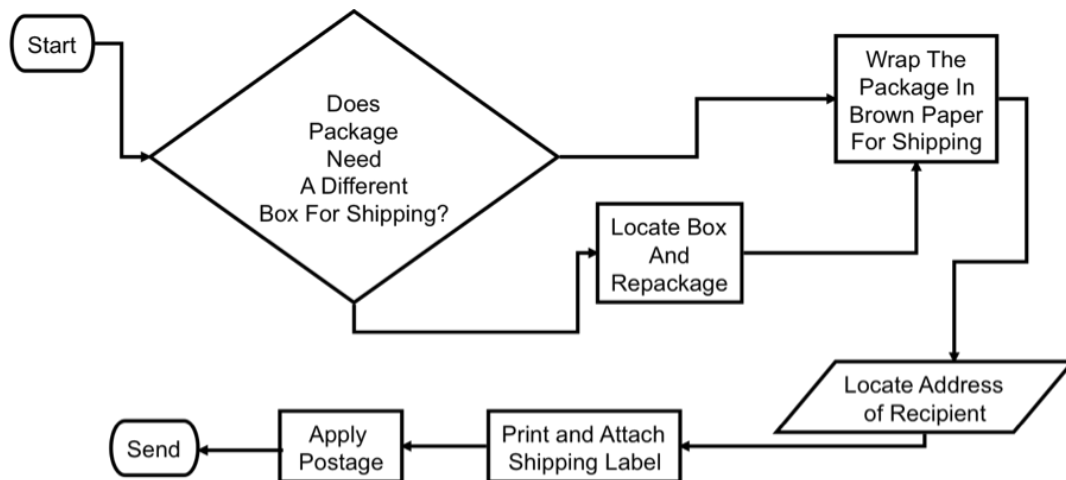 Start
Does
Package
Need
A Different
Box For Shipping?
Wrap The
Package In
Brown Paper
For Shipping
Locate Box
And
Repackage
Locate Address
of Recipient
Print and Attach
Shipping Label
Apply
Postage
Send